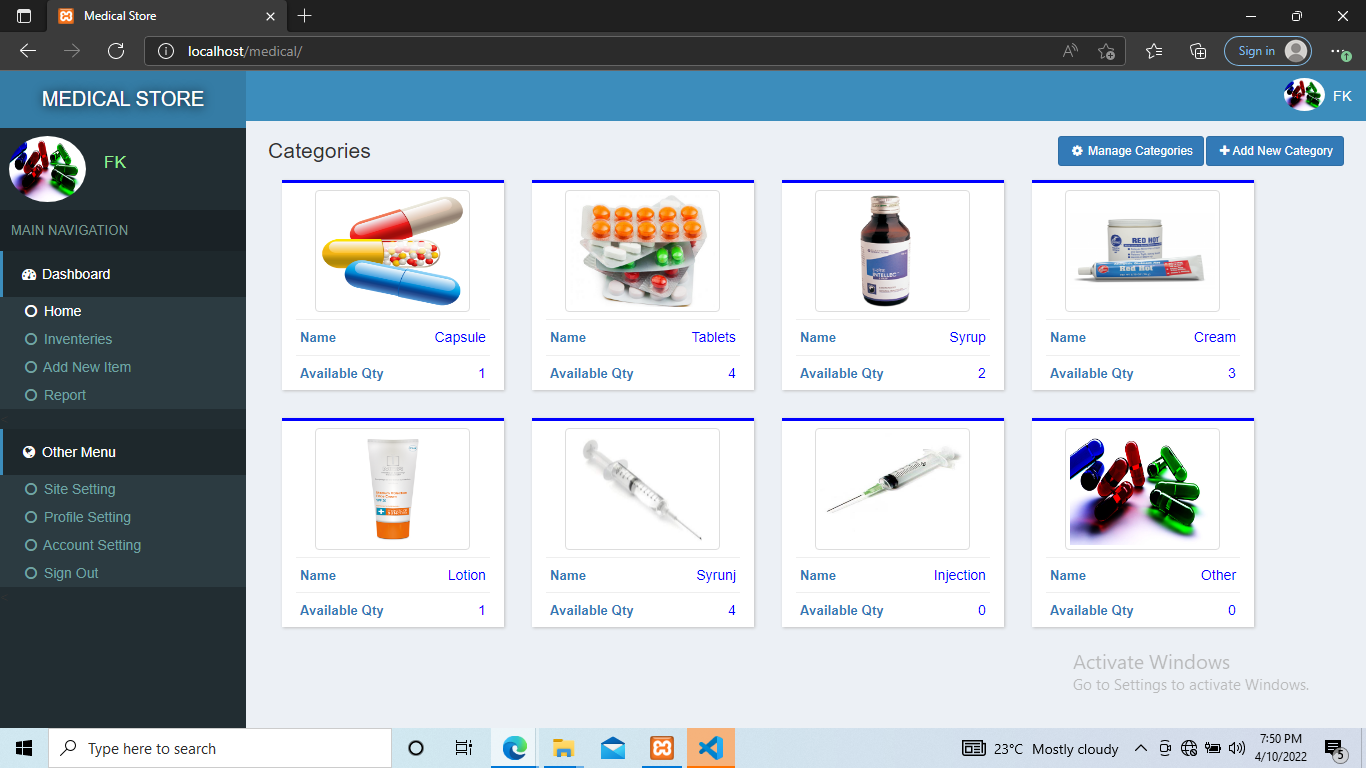 Medical Store
localhost/medical/
Sign in
MEDICAL STORE
FK
FK
MAIN NAVIGATION
Dashboard
Home
Inventeries
Add New Item
Report
Other Menu
Site Setting
Profile Setting
Account Setting
Sign Out
Categories
Manage Categories
Add New Category
Name Capsule
Available Qty 1
Name Tablets
Available Qty 4
INTELLEC
Name Syrup
Available Qty 2
RED HOT
Red Hot
Name Cream
Available Qty 3
Name Lotion
Available Qty 1
Name Syrunj
Available Qty 4
Name Injection
Available Qty 0
Name Other
Available Qty 0
Activate Windows
Go to Settings to activate Windows.
Type here to search
23°C Mostly cloudy
7:50 PM
4/10/2022
5